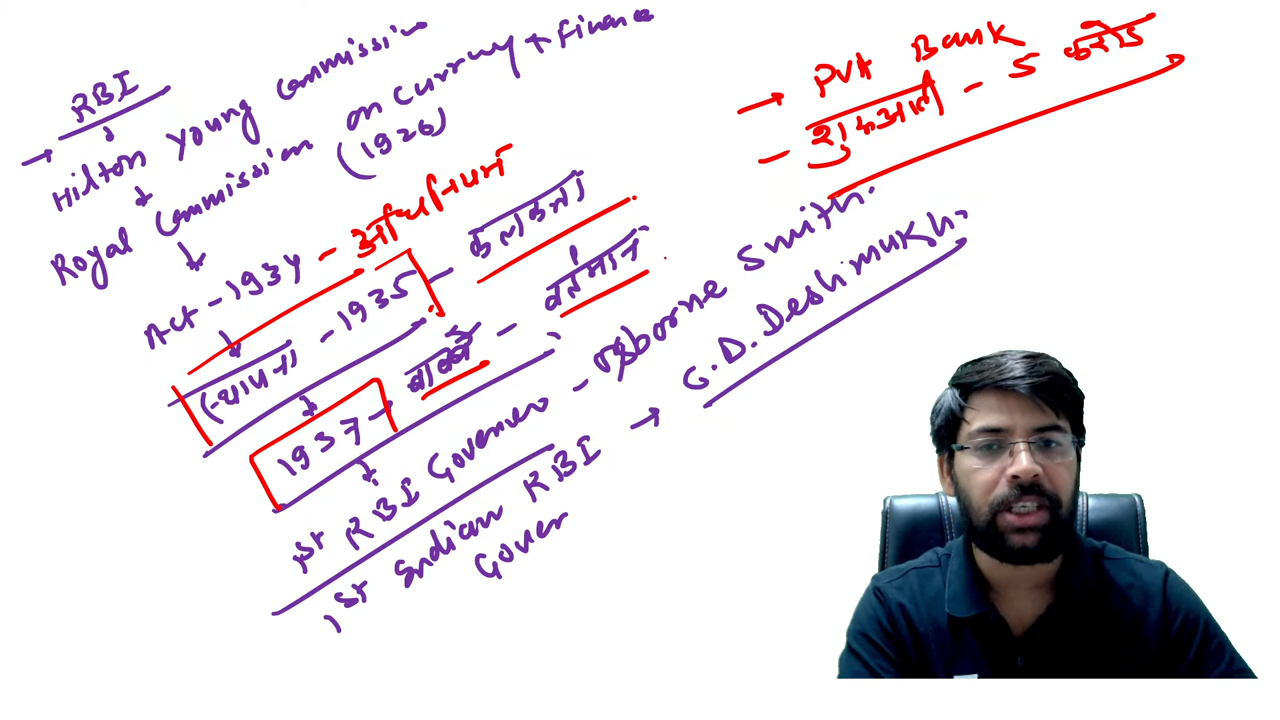 RBI
→ Hilton young commission
Royal Commission on Currency + Finance
(1926)
Act - 1934 - अधिनियम
स्थापना - 1935 - कलकत्ता
1937 - बाम्बे - वर्तमान
1st RBI Governer - Osborne Smith.
1st Indian RBI → C.D. Deshmukh.
Gover
→ PVt Bank
- शुरूआत - 5 करोड़